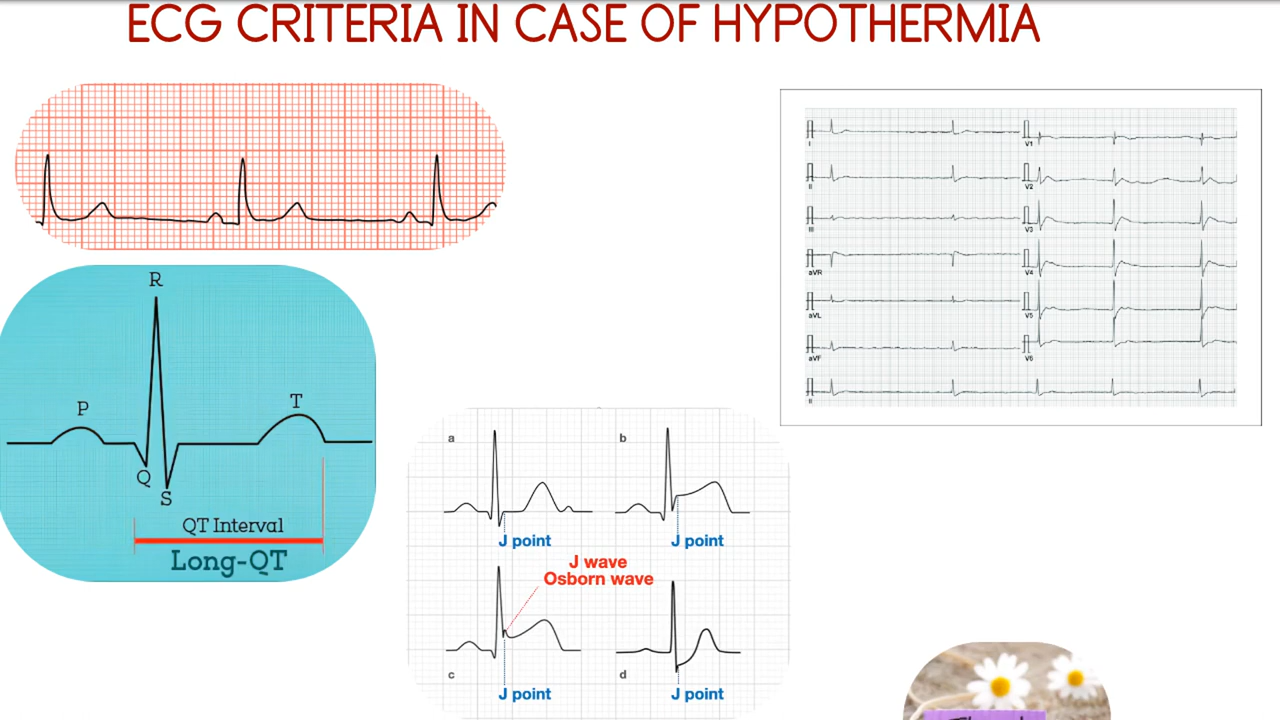 ECG CRITERIA IN CASE OF HYPOTHERMIA
R
P
T
Q
S
QT Interval
Long-QT
a
b
J point
J point
J wave
Osborn wave
c
d
J point
J point
I
II
III
aVR
aVL
aVF
II
V1
V2
V3
V4
V5
V6